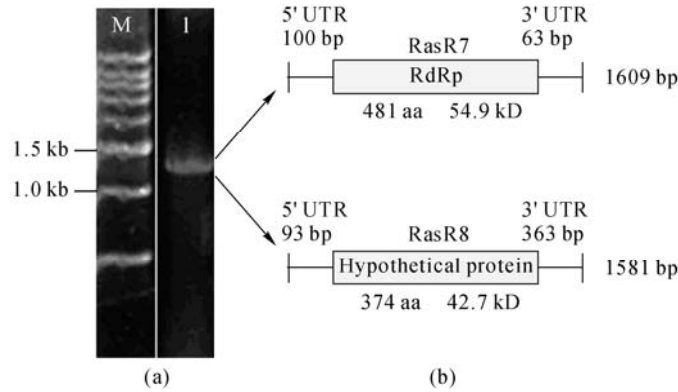 M
1
1.5 kb
1.0 kb
(a)
5' UTR
100 bp
3' UTR
63 bp
RasR7
RdRp
1609 bp
481 aa 54.9 kD
5' UTR
93 bp
3' UTR
363 bp
RasR8
Hypothetical protein
1581 bp
374 aa 42.7 kD
(b)